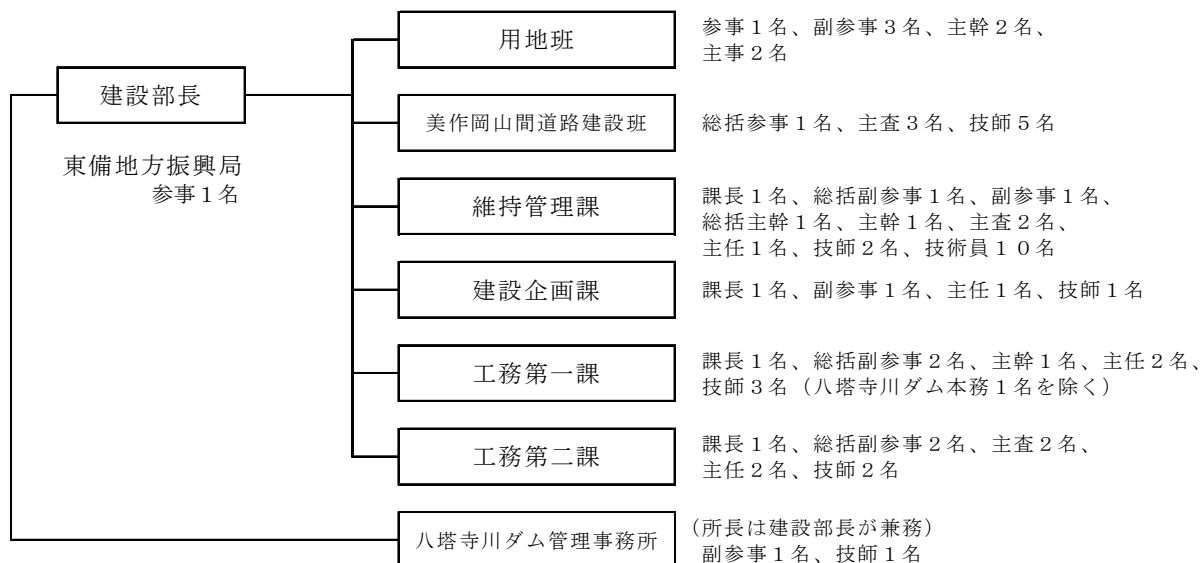 用地班
参事１名、副参事３名、主幹２名、
主事２名
建設部長
東備地方振興局
参事１名
美作岡山間道路建設班
総括参事１名、主査３名、技師５名
維持管理課
課長１名、総括副参事１名、副参事１名、
総括主幹１名、主幹１名、主査２名、
主任１名、技師２名、技術員１０名
建設企画課
課長１名、副参事１名、主任１名、技師１名
工務第一課
課長１名、総括副参事２名、主幹１名、主任２名、
技師３名（八塔寺川ダム本務１名を除く）
工務第二課
課長１名、総括副参事２名、主査２名、
主任２名、技師２名
八塔寺川ダム管理事務所
（所長は建設部長が兼務）
副参事１名、技師１名